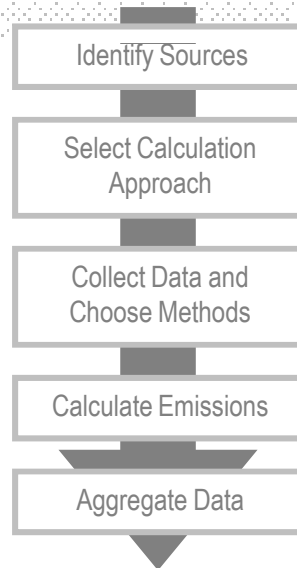 Identify Sources
Select Calculation
Approach
Collect Data and
Choose Methods
Calculate Emissions
Aggregate Data